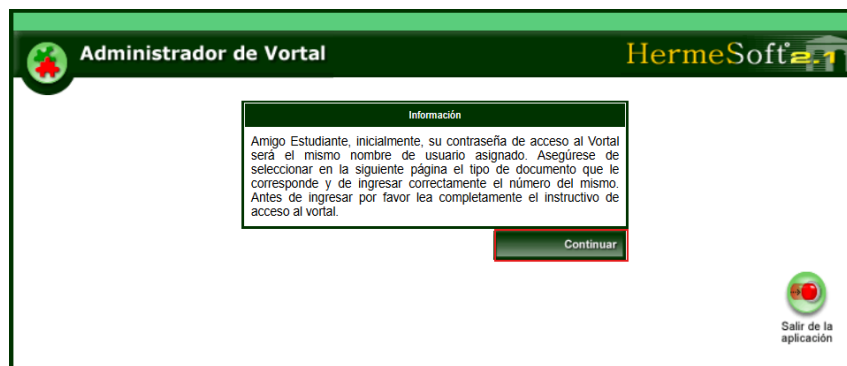 Administrador de Vortal
HermeSoft 2.1
Información
Amigo Estudiante, inicialmente, su contraseña de acceso al Vortal
será el mismo nombre de usuario asignado. Asegúrese de
seleccionar en la siguiente página el tipo de documento que le
corresponde y de ingresar correctamente el número del mismo.
Antes de ingresar por favor lea completamente el instructivo de
acceso al vortal.
Continuar
Salir de la
aplicación